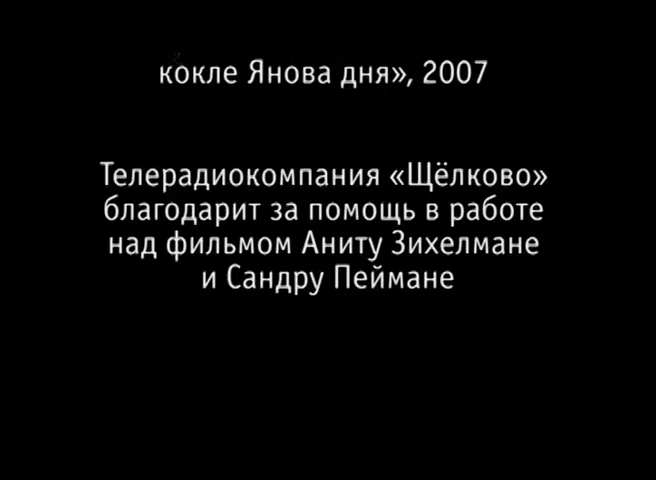 кокле Янова дня», 2007
Телерадиокомпания «Щёлково»
благодарит за помощь в работе
над фильмом Аниту Зихелмане
и Сандру Пеймане